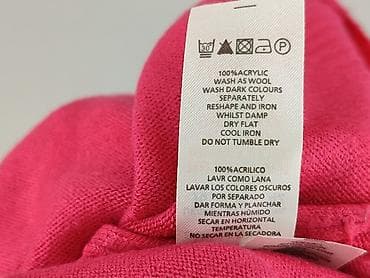 30
P
100%ACRYLIC
WASH AS WOOL
WASH DARK COLOURS
SEPARATELY
RESHAPE AND IRON
WHILST DAMP
DRY FLAT
COOL IRON
DO NOT TUMBLE DRY
100%ACRILICO
LAVR COMO LANA
LAVAR LOS COLORES OSCUROS
POR SEPARADO
DAR FORMA Y PLANCHAR
MIENTRAS HÚMIDO
SECAR EN HORIZONTAL
TEMPERATURA
NO SECAR EN LA SECADORA